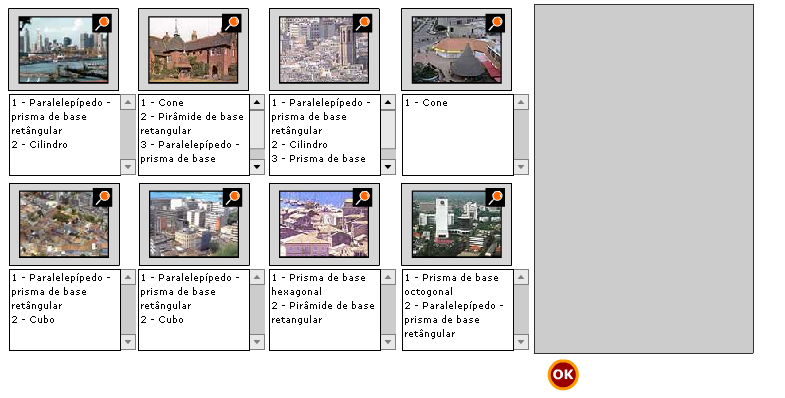 1 - Paralelepípedo -
prisma de base
retângular
2 - Cilindro
1 - Cone
2 - Pirâmide de base
retangular
3 - Paralelepípedo -
prisma de base
1 - Paralelepípedo -
prisma de base
retângular
2 - Cilindro
3 - Prisma de base
1 - Cone
1 - Paralelepípedo -
prisma de base
retângular
2 - Cubo
1 - Paralelepípedo -
prisma de base
retângular
2 - Cubo
1 - Prisma de base
hexagonal
2 - Pirâmide de base
retangular
1 - Prisma de base
octogonal
2 - Paralelepípedo -
prisma de base
retângular
OK